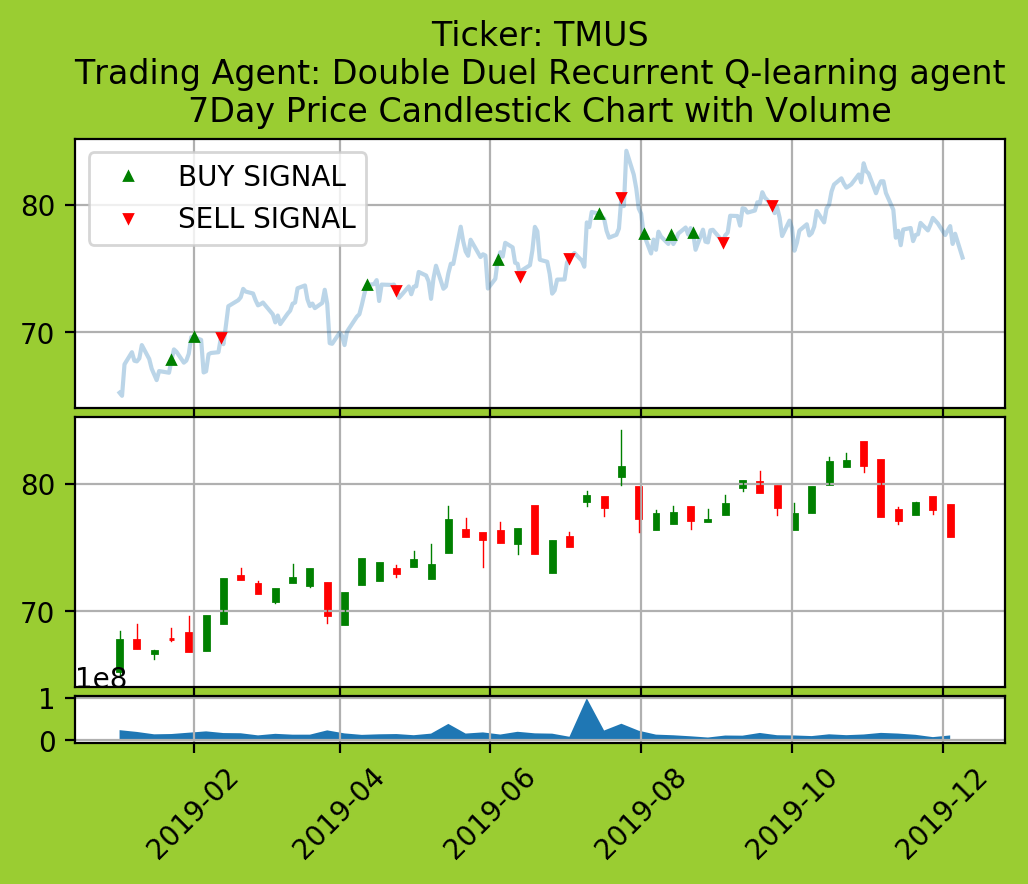 Ticker: TMUS
Trading Agent: Double Duel Recurrent Q-learning agent
7Day Price Candlestick Chart with Volume
BUY SIGNAL
SELL SIGNAL
80
70
80
70
1e8
1
0
2019-02
2019-04
2019-06
2019-08
2019-10
2019-12